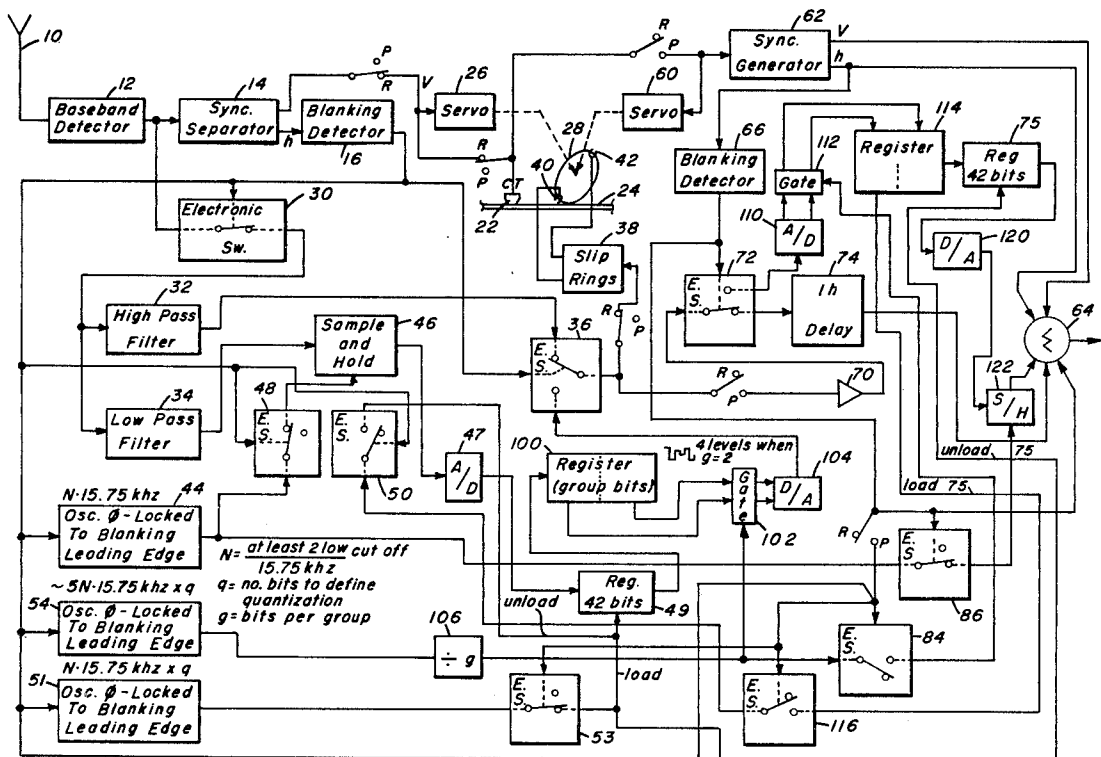 10
12
Baseband
Detector
14
Sync.
Separator
h
P
R
V
Blanking
Detector
16
26
Servo
28
R
P
60
Servo
62
Sync.
Generator
V
h
R
P
CT
22
40
42
24
66
Blanking
Detector
112
Gate
114
Register
75
Reg
42 bits
110
A/D
D/A
120
30
Electronic
Sw.
38
Slip
Rings
72
E.
S.
74
1h
Delay
64
32
High Pass
Filter
46
Sample
and
Hold
R
P
36
E.
S.
R
P
70
122
S/H
34
Low Pass
Filter
48
E.
S.
E.
S.
50
47
A/D
100
Register
(group bits)
4 levels when
g=2
Gate
102
104
D/A
unload 75
load 75
N·15.75 khz
44
Osc. Ø-Locked
To Blanking
Leading Edge
N= at least 2 low cut off
15.75 khz
q= no. bits to define
quantization
g= bits per group
R
P
E.
S.
86
~5N·15.75 khz x q
54
Osc. Ø-Locked
To Blanking
Leading Edge
unload
Reg.
42 bits
49
106
÷ g
load
E.
S.
84
N·15.75 khz x q
51
Osc. Ø-Locked
To Blanking
Leading Edge
E.
S.
53
E.
S.
116